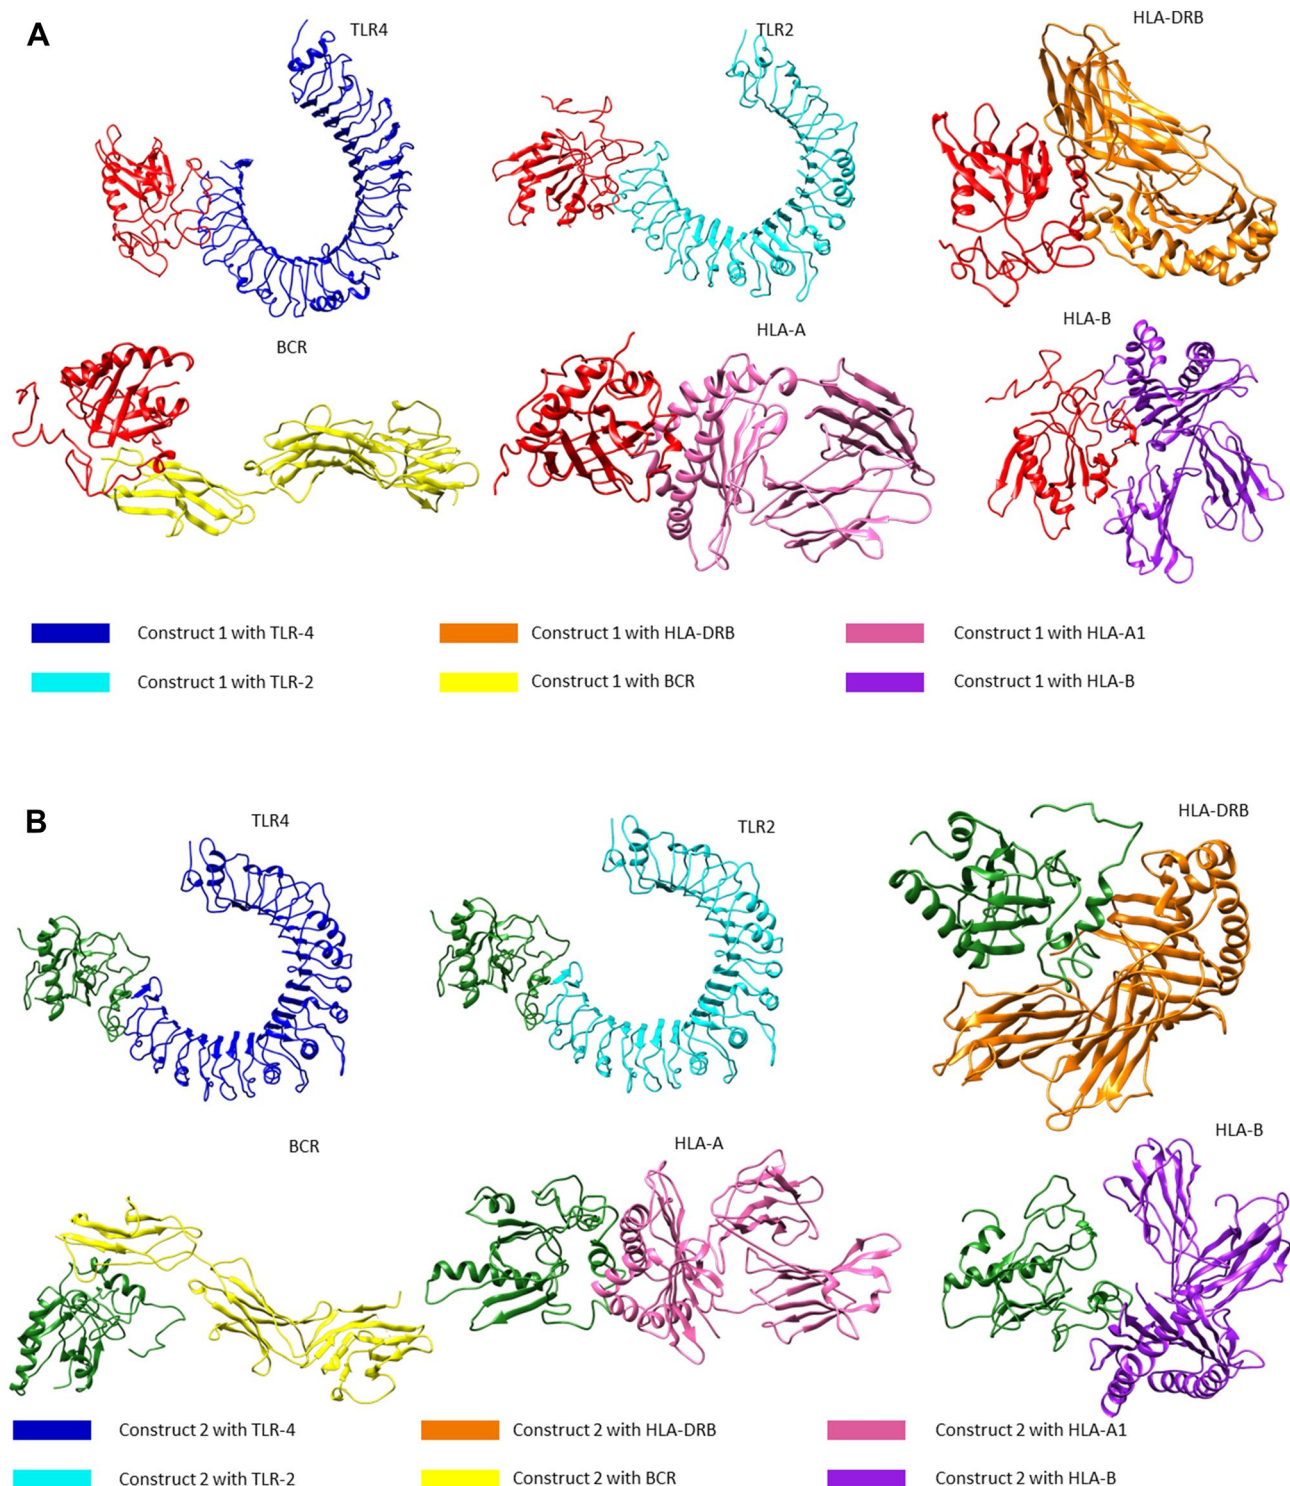 A
TLR4
TLR2
HLA-DRB
BCR
HLA-A
HLA-B
Construct 1 with TLR-4
Construct 1 with HLA-DRB
Construct 1 with HLA-A1
Construct 1 with TLR-2
Construct 1 with BCR
Construct 1 with HLA-B
B
TLR4
TLR2
HLA-DRB
BCR
HLA-A
HLA-B
Construct 2 with TLR-4
Construct 2 with HLA-DRB
Construct 2 with HLA-A1
Construct 2 with TLR-2
Construct 2 with BCR
Construct 2 with HLA-B